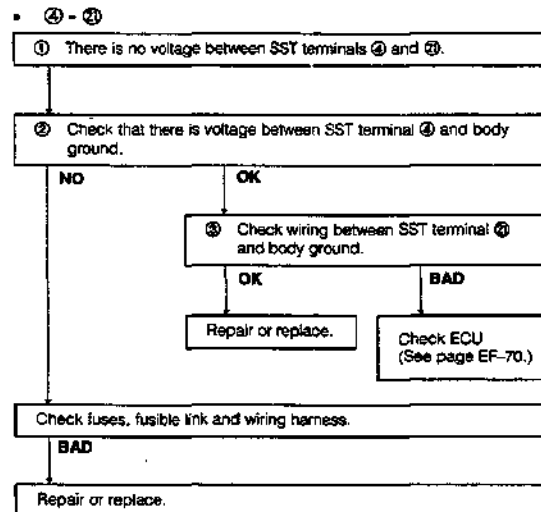 • ④ - ㉑
① There is no voltage between SST terminals ④ and ㉑.
② Check that there is voltage between SST terminal ④ and body
ground.
NO
OK
③ Check wiring between SST terminal ㉑
and body ground.
OK
BAD
Repair or replace.
Check ECU
(See page EF-70.)
Check fuses, fusible link and wiring harness.
BAD
Repair or replace.